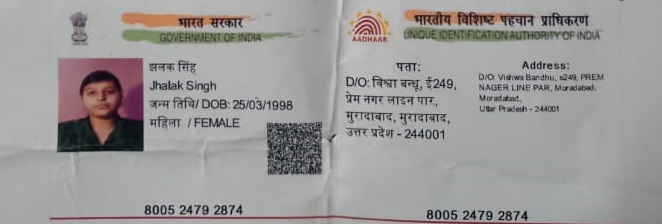 भारत सरकार
GOVERNMENT OF INDIA
झलक सिंह
Jhalak Singh
जन्म तिथि/ DOB: 25/03/1998
महिला / FEMALE
8005 2479 2874
AADHAAR
भारतीय विशिष्ट पहचान प्राधिकरण
UNIQUE IDENTIFICATION AUTHORITY OF INDIA
पता:
D/O: विश्वा बन्धू, ई249,
प्रेम नगर लाइन पार,
मुरादाबाद, मुरादाबाद,
उत्तर प्रदेश - 244001
Address:
D/O: Vishwa Bandhu, e249, PREM
NAGER LINE PAR, Moradabad,
Moradabad,
Uttar Pradesh - 244001
8005 2479 2874